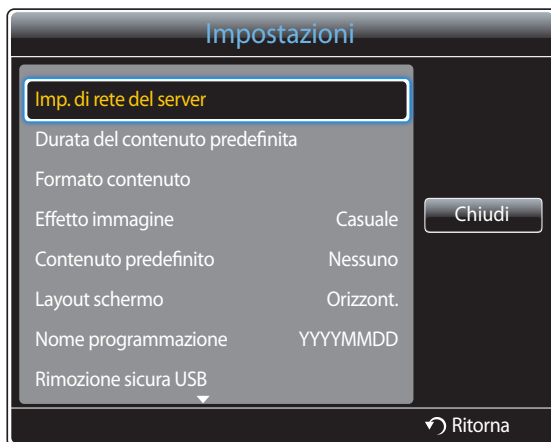 Impostazioni
Imp. di rete del server
Durata del contenuto predefinita
Formato contenuto
Effetto immagine Casuale
Chiudi
Contenuto predefinito Nessuno
Layout schermo Orizzont.
Nome programmazione YYYYMMDD
Rimozione sicura USB
Ritorna